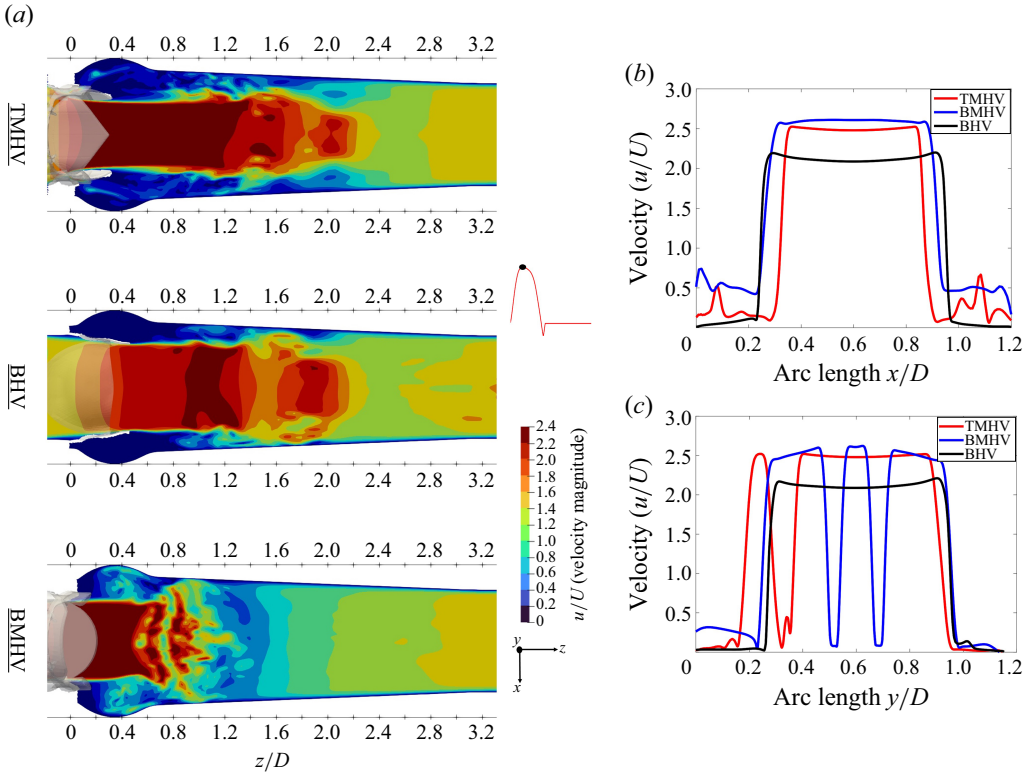 (a)
0 0.4 0.8 1.2 1.6 2.0 2.4 2.8 3.2
TMHV
0 0.4 0.8 1.2 1.6 2.0 2.4 2.8 3.2
0 0.4 0.8 1.2 1.6 2.0 2.4 2.8 3.2
BHV
0 0.4 0.8 1.2 1.6 2.0 2.4 2.8 3.2
0 0.4 0.8 1.2 1.6 2.0 2.4 2.8 3.2
BMHV
0 0.4 0.8 1.2 1.6 2.0 2.4 2.8 3.2
z/D
2.4
2.2
2.0
1.8
1.6
1.4
1.2
1.0
0.8
0.6
0.4
0.2
0
u/U (velocity magnitude)
y
z
x
(b)
3.0
2.5
2.0
1.5
1.0
0.5
Velocity (u/U)
TMHV
BMHV
BHV
0 0.2 0.4 0.6 0.8 1.0 1.2
Arc length x/D
(c)
3.0
2.5
2.0
1.5
1.0
0.5
Velocity (u/U)
TMHV
BMHV
BHV
0 0.2 0.4 0.6 0.8 1.0 1.2
Arc length y/D